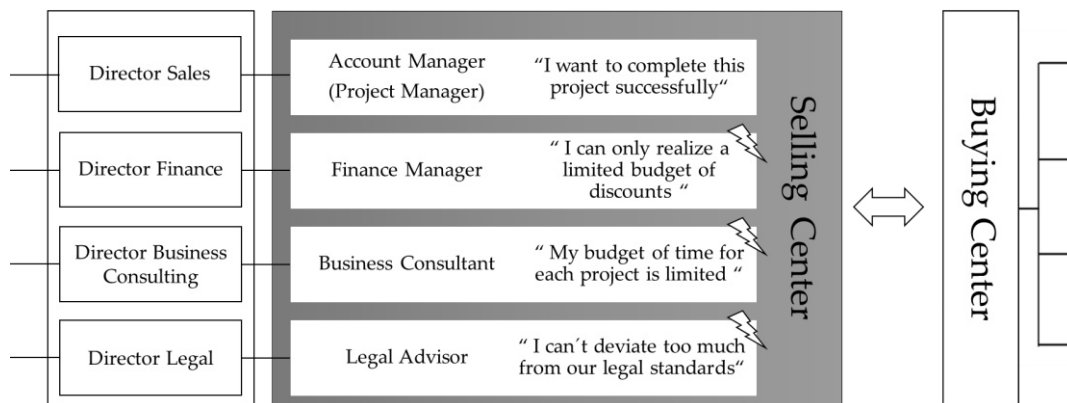 Director Sales
Account Manager
(Project Manager)
“I want to complete this
project successfully“
Director Finance
Finance Manager
“ I can only realize a
limited budget of
discounts “
Director Business
Consulting
Business Consultant
“ My budget of time for
each project is limited “
Director Legal
Legal Advisor
“ I can´t deviate too much
from our legal standards“
Selling Center
Buying Center